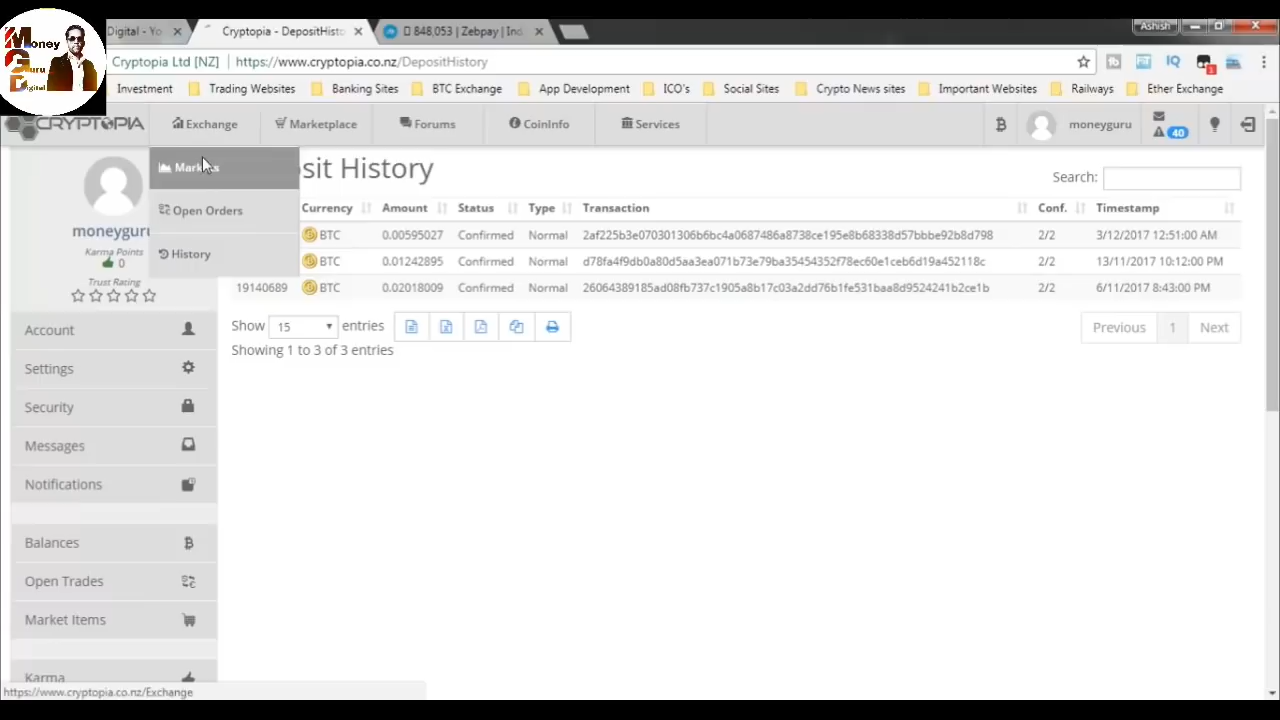 Money Guru Digital
Digital - Yo
Cryptopia - DepositHisto
848,053 | Zebpay | Ind
Ashish
Cryptopia Ltd [NZ]
https://www.cryptopia.co.nz/DepositHistory
IQ
Investment
Trading Websites
Banking Sites
BTC Exchange
App Development
ICO's
Social Sites
Crypto News sites
Important Websites
Railways
Ether Exchange
CRYPTOPIA
Exchange
Marketplace
Forums
CoinInfo
Services
moneyguru
40
Markets
Open Orders
History
sit History
Search:
Currency Amount Status Type Transaction Conf. Timestamp
BTC 0.00595027 Confirmed Normal 2af225b3e070301306b6bc4a0687486a8738ce195e8b68338d57bbbe92b8d798 2/2 3/12/2017 12:51:00 AM
BTC 0.01242895 Confirmed Normal d78fa4f9db0a80d5aa3ea071b73e79ba35454352f78ec60e1ceb6d19a452118c 2/2 13/11/2017 10:12:00 PM
19140689 BTC 0.02018009 Confirmed Normal 26064389185ad08fb737c1905a8b17c03a2dd76b1fe531baa8d9524241b2ce1b 2/2 6/11/2017 8:43:00 PM
Show 15 entries
Previous 1 Next
Showing 1 to 3 of 3 entries
moneyguru
Karma Points
0
Trust Rating
Account
Settings
Security
Messages
Notifications
Balances
Open Trades
Market Items
Karma
https://www.cryptopia.co.nz/Exchange